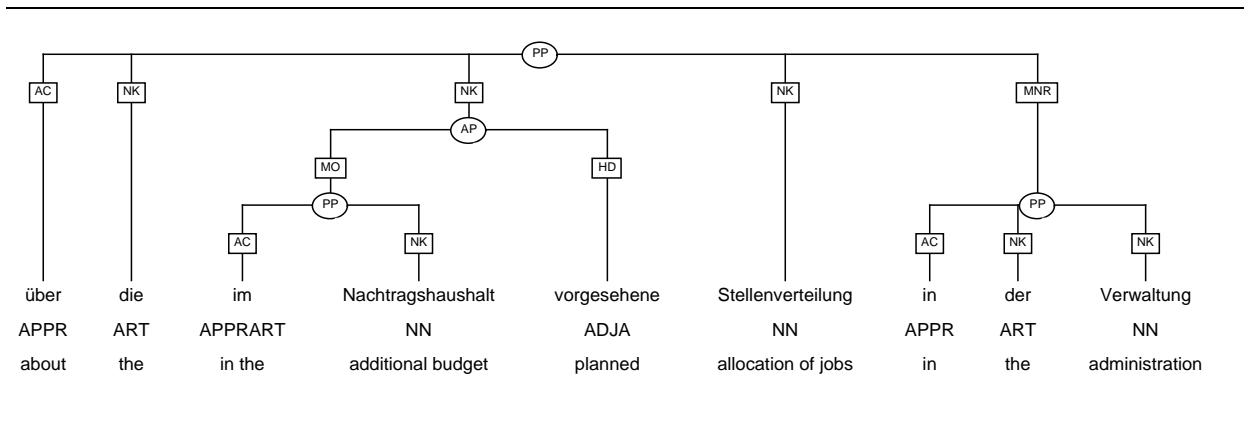 PP
AC NK NK NK MNR
AP
MO HD
PP PP
AC NK AC NK NK
über die im Nachtragshaushalt vorgesehene Stellenverteilung in der Verwaltung
APPR ART APPRART NN ADJA NN APPR ART NN
about the in the additional budget planned allocation of jobs in the administration